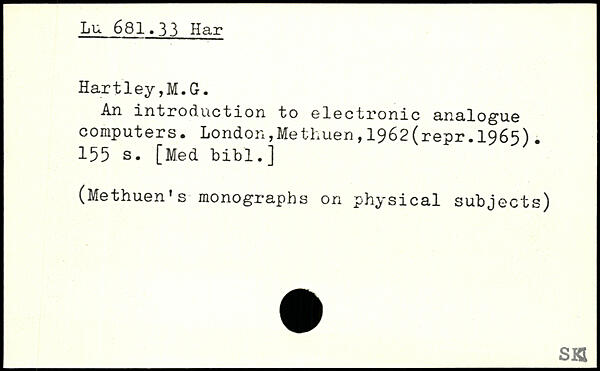 Lu 681.33 Har
Hartley,M.G.
An introduction to electronic analogue
computers. London,Methuen,1962(repr.1965).
155 s. [Med bibl.]
(Methuen's monographs on physical subjects)